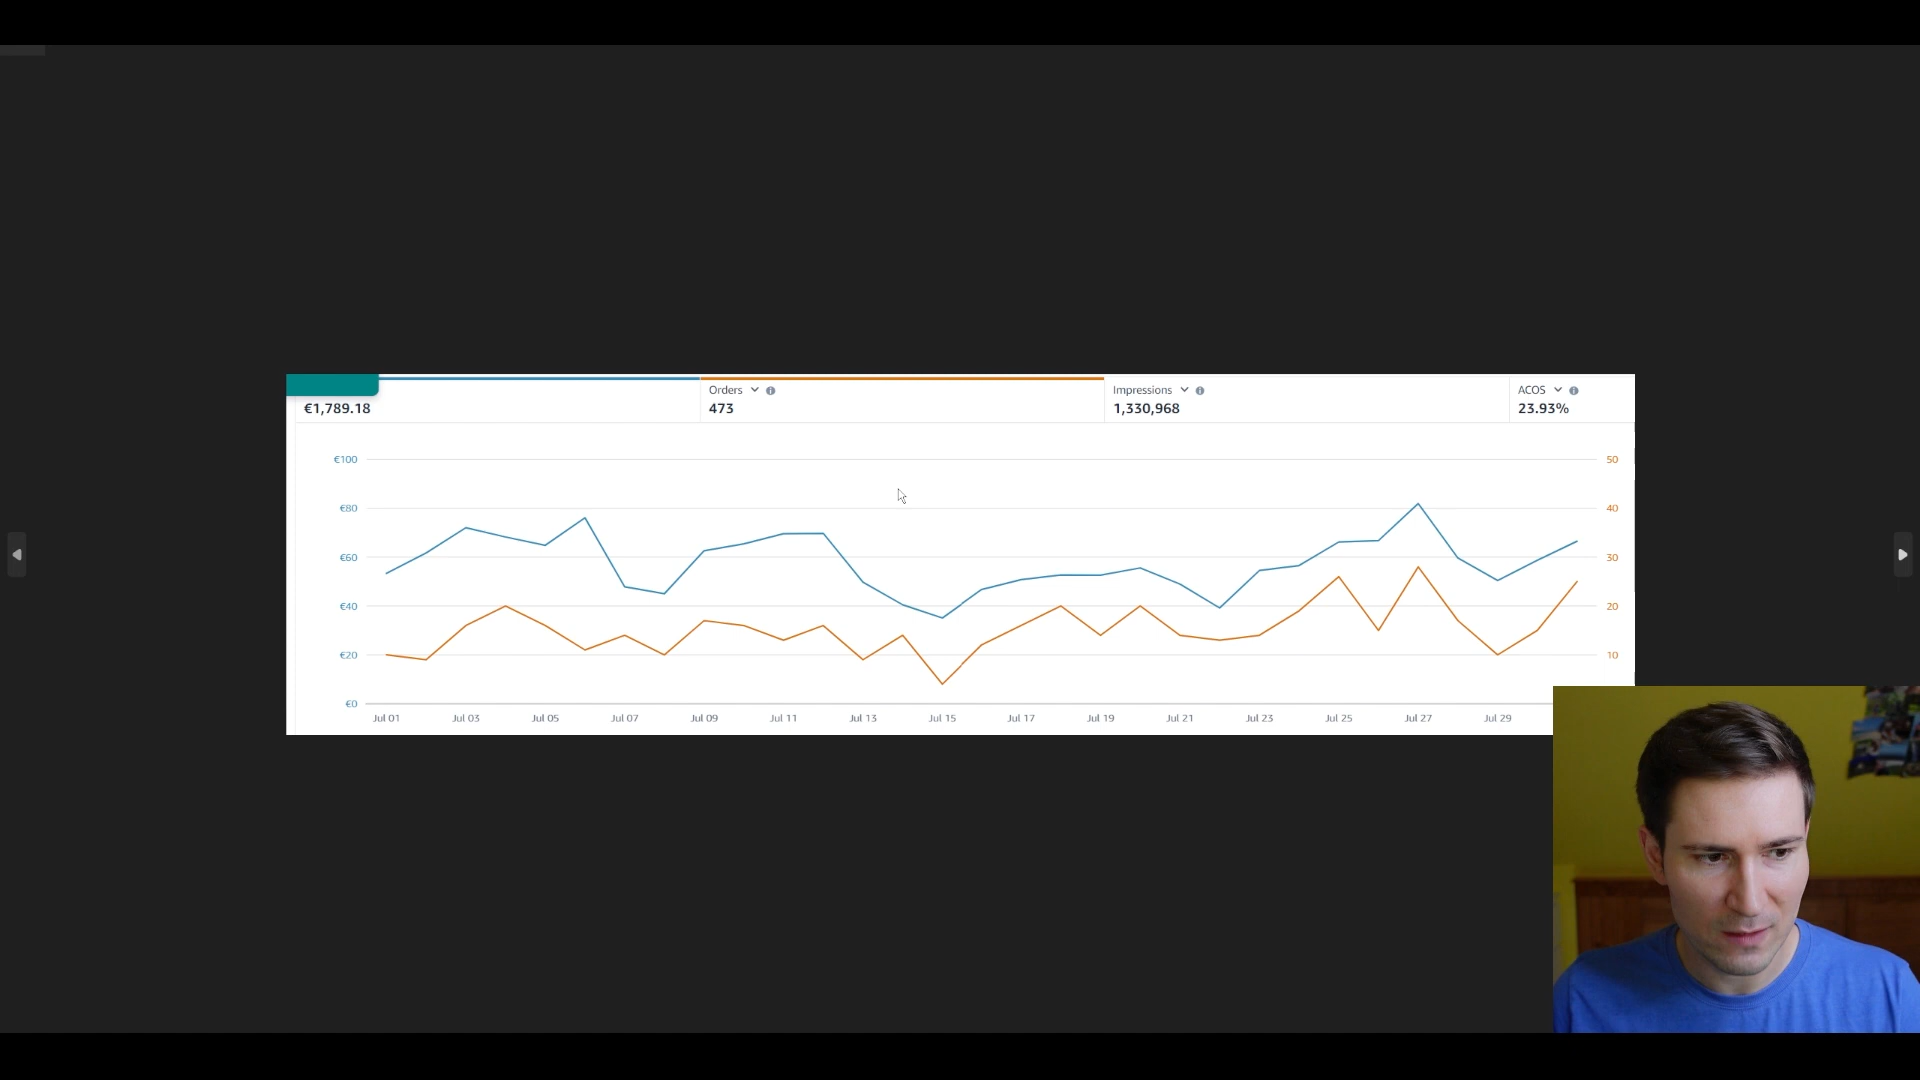 Orders Impressions ACOS
€1,789.18 473 1,330,968 23.93%
€100 50
€80 40
€60 30
€40 20
€20 10
€0
Jul 01 Jul 03 Jul 05 Jul 07 Jul 09 Jul 11 Jul 13 Jul 15 Jul 17 Jul 19 Jul 21 Jul 23 Jul 25 Jul 27 Jul 29